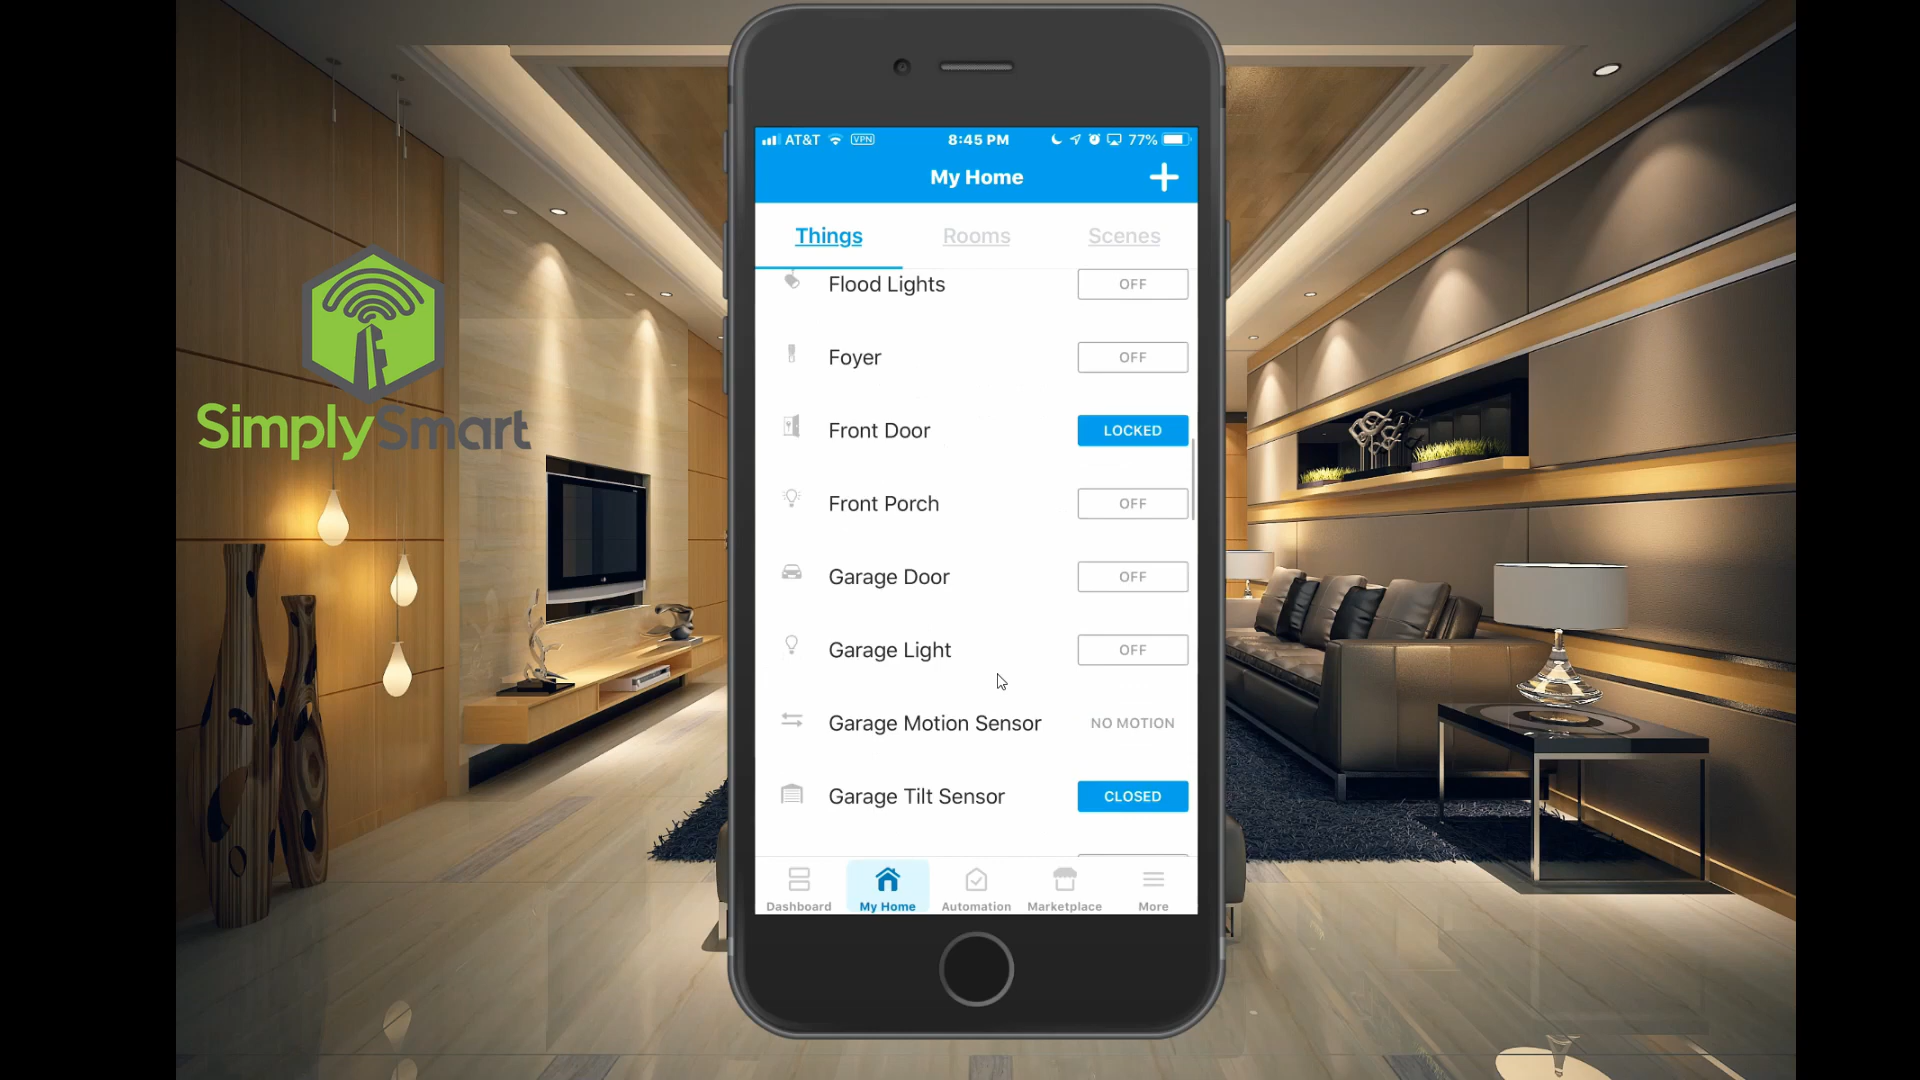 AT&T VPN 8:45 PM 77%
My Home +
Things Rooms Scenes
Flood Lights OFF
Foyer OFF
Front Door LOCKED
Front Porch OFF
Garage Door OFF
Garage Light OFF
Garage Motion Sensor NO MOTION
Garage Tilt Sensor CLOSED
Dashboard My Home Automation Marketplace More
SimplySmart